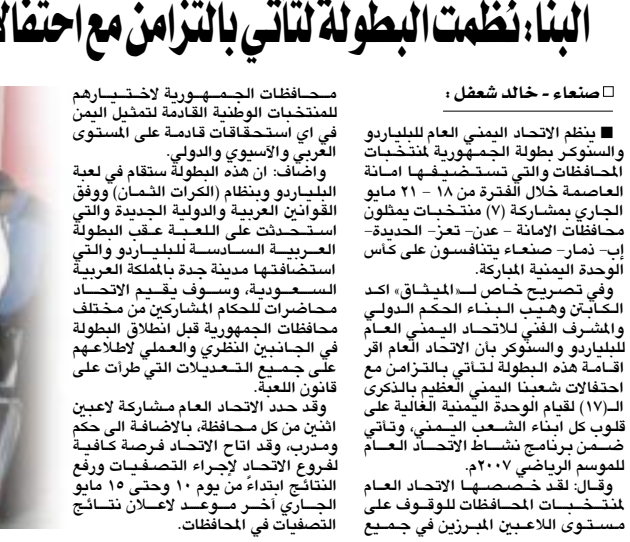 البنا: نُظمت البطولة لتأتي بالتزامن مع احتفالا
□ صنعاء - خالد شعفل :
■ ينظم الاتحاد اليمني العام للبلياردو
والسنوكر بطولة الجمهورية لمنتخبات
المحافظات والتي تستضيفها امانة
العاصمة خلال الفترة من ١٨ – ٢١ مايو
الجاري بمشاركة (٧) منتخبات يمثلون
محافظات الامانة – عدن– تعز– الحديدة–
إب– ذمار– صنعاء يتنافسون على كأس
الوحدة اليمنية المباركة.
وفي تصريح خاص لــ«الميثاق» اكد
الكابتن وهيب البناء الحكم الدولي
والمشرف الفني للاتحاد اليمني العام
للبلياردو والسنوكر بأن الاتحاد العام اقر
اقامة هذه البطولة لتأتي بالتزامن مع
احتفالات شعبنا اليمني العظيم بالذكرى
الـ(١٧) لقيام الوحدة اليمنية الغالية على
قلوب كل ابناء الشعب اليمني، وتأتي
ضمن برنامج نشاط الاتحاد العام
للموسم الرياضي ٢٠٠٧م.
وقال: لقد خصصها الاتحاد العام
لمنتخبات المحافظات للوقوف على
مستوى اللاعبين المبرزين في جميع
محافظات الجمهورية لاختيارهم
للمنتخبات الوطنية القادمة لتمثيل اليمن
في اي استحقاقات قادمة على المستوى
العربي والآسيوي والدولي.
واضاف: ان هذه البطولة ستقام في لعبة
البلياردو وبنظام (الكرات الثمان) ووفق
القوانين العربية والدولية الجديدة والتي
استحدثت على اللعبة عقب البطولة
العربية السادسة للبلياردو والتي
استضافتها مدينة جدة بالملكة العربية
السعودية، وسوف يقيم الاتحاد
محاضرات للحكام المشاركين من مختلف
محافظات الجمهورية قبل انطلاق البطولة
في الجانبين النظري والعملي لاطلاعهم
على جميع التعديلات التي طرأت على
قانون اللعبة.
وقد حدد الاتحاد العام مشاركة لاعبين
اثنين من كل محافظة، بالاضافة الى حكم
ومدرب، وقد اتاح الاتحاد فرصة كافية
لفروع الاتحاد لإجراء التصفيات ورفع
النتائج ابتداءً من يوم ١٠ وحتى ١٥ مايو
الجاري آخر موعد لاعلان نتائج
التصفيات في المحافظات.